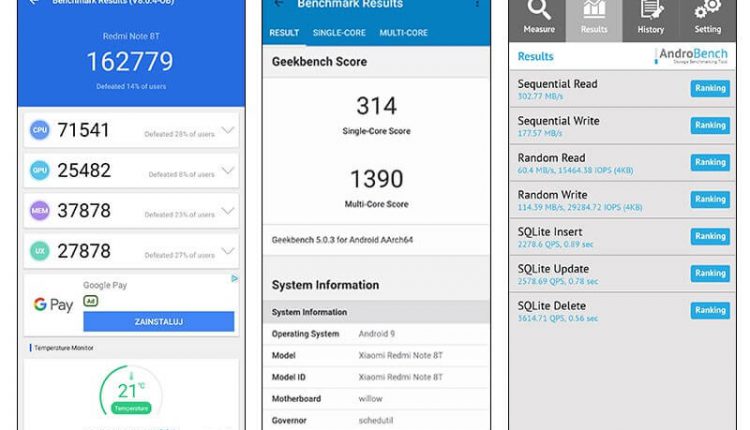 Benchmark Results (V8.0.4-OB)
Redmi Note 8T
162779
Defeated 14% of users
CPU 71541 Defeated 28% of users
GPU 25482 Defeated 8% of users
MEM 37878 Defeated 23% of users
UX 27878 Defeated 27% of users
Google Pay
G Pay
Ad
ZAINSTALUJ
Temperature Monitor
21°C
Temperature
Benchmark Results
RESULT SINGLE-CORE MULTI-CORE
Geekbench Score
314
Single-Core Score
1390
Multi-Core Score
Geekbench 5.0.3 for Android AArch64
System Information
System Information
Operating System Android 9
Model Xiaomi Redmi Note 8T
Model ID Xiaomi Redmi Note 8T
Motherboard willow
Governor schedutil
Measure Results History Setting
Results AndroBench
Storage Benchmarking Tool
Sequential Read
302.77 MB/s
Ranking
Sequential Write
177.57 MB/s
Ranking
Random Read
60.4 MB/s, 15464.38 IOPS (4KB)
Ranking
Random Write
114.39 MB/s, 29284.72 IOPS (4KB)
Ranking
SQLite Insert
2278.6 QPS, 0.89 sec
Ranking
SQLite Update
2578.69 QPS, 0.78 sec
Ranking
SQLite Delete
3614.71 QPS, 0.56 sec
Ranking